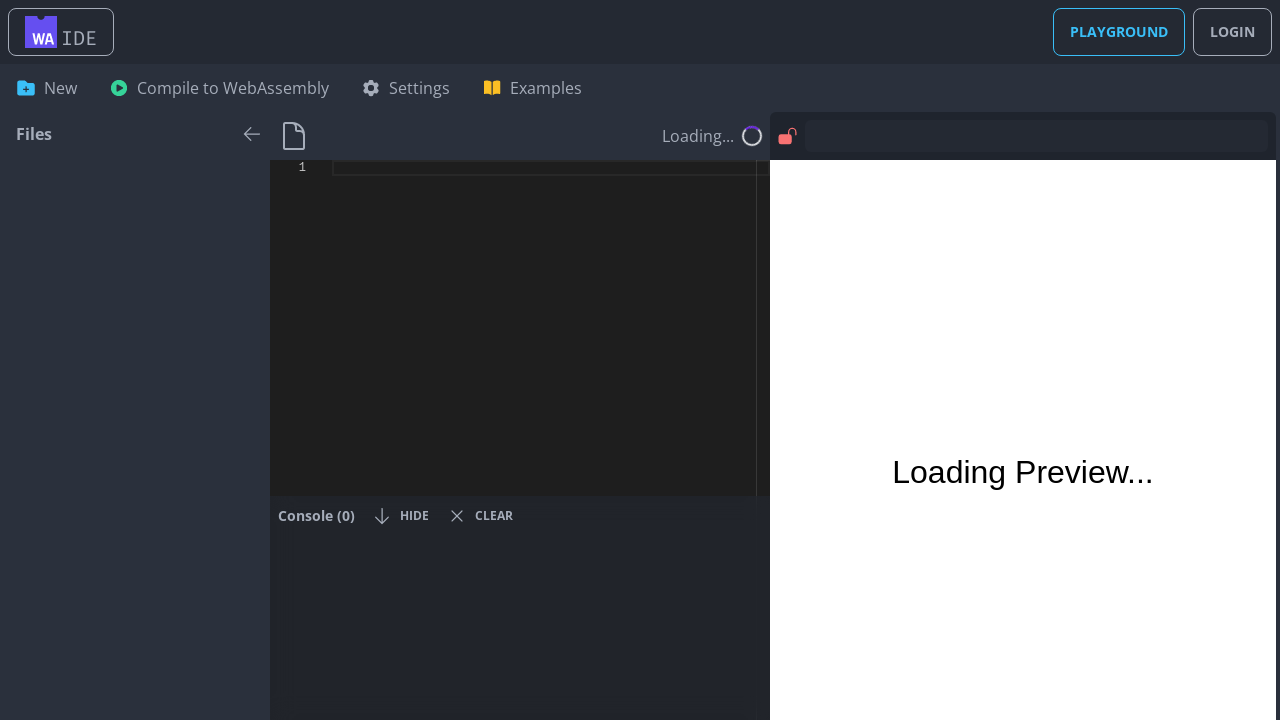 WA IDE
PLAYGROUND
LOGIN
New
Compile to WebAssembly
Settings
Examples
Files
Loading...
1
Loading Preview...
Console (0)
HIDE
CLEAR